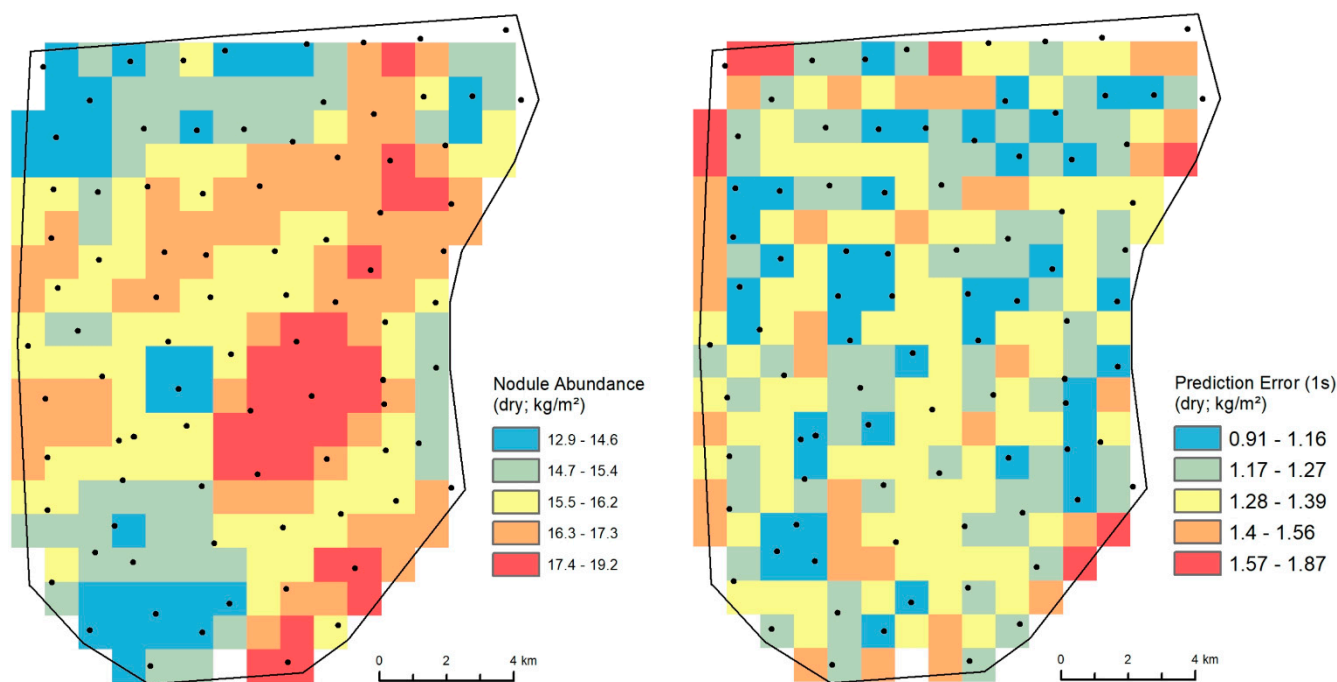 Nodule Abundance
(dry; kg/m²)
12.9 - 14.6
14.7 - 15.4
15.5 - 16.2
16.3 - 17.3
17.4 - 19.2
0 2 4 km
Prediction Error (1s)
(dry; kg/m²)
0.91 - 1.16
1.17 - 1.27
1.28 - 1.39
1.4 - 1.56
1.57 - 1.87
0 2 4 km